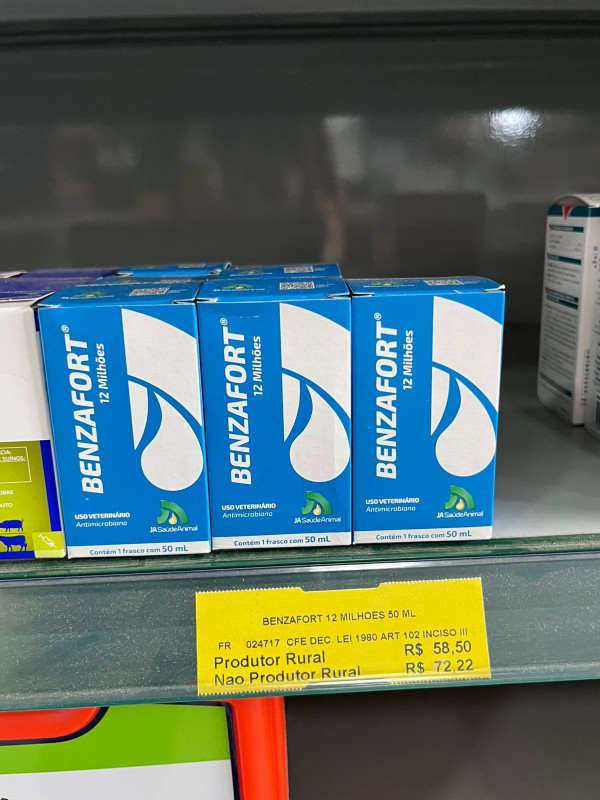 BENZAFORT®
12 Milhões
USO VETERINÁRIO
Antimicrobiano
JA Saúde Animal
Contém 1 frasco com 50 mL
BENZAFORT®
12 Milhões
USO VETERINÁRIO
Antimicrobiano
JA Saúde Animal
Contém 1 frasco com 50 mL
BENZAFORT®
12 Milhões
USO VETERINÁRIO
Antimicrobiano
JA Saúde Animal
Contém 1 frasco com 50 mL
SUÍNOS:
BENZAFORT 12 MILHOES 50 ML
FR 024717 CFE DEC. LEI 1980 ART 102 INCISO III
Produtor Rural R$ 58,50
Nao Produtor Rural R$ 72,22